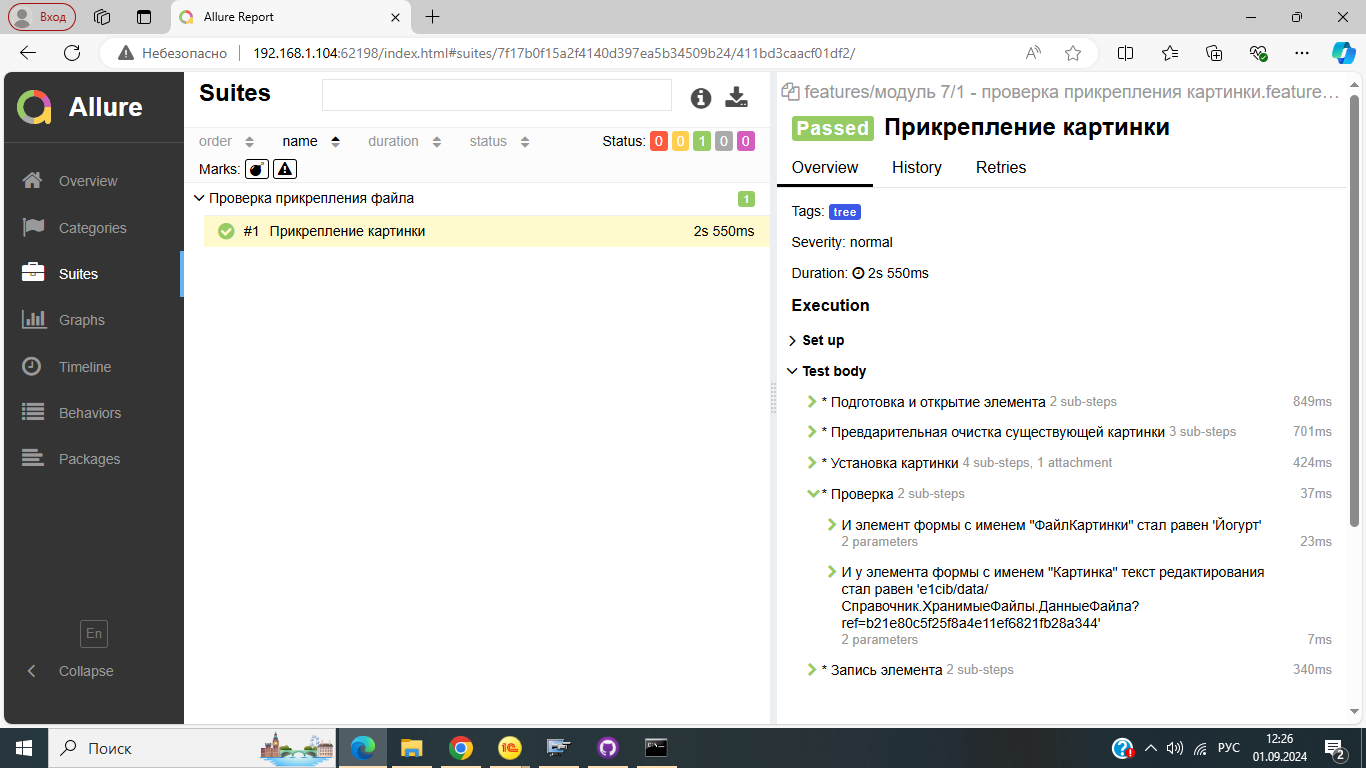 Вход
Allure Report
Небезопасно
192.168.1.104:62198/index.html#suites/7f17b0f15a2f4140d397ea5b34509b24/411bd3caacf01df2/
Allure
Overview
Categories
Suites
Graphs
Timeline
Behaviors
Packages
En
Collapse
Suites
order name duration status Status: 0 0 1 0 0
Marks:
Проверка прикрепления файла 1
#1 Прикрепление картинки 2s 550ms
features/модуль 7/1 - проверка прикрепления картинки.feature…
Passed Прикрепление картинки
Overview History Retries
Tags: tree
Severity: normal
Duration: 2s 550ms
Execution
Set up
Test body
* Подготовка и открытие элемента 2 sub-steps 849ms
* Превдарительная очистка существующей картинки 3 sub-steps 701ms
* Установка картинки 4 sub-steps, 1 attachment 424ms
* Проверка 2 sub-steps 37ms
И элемент формы с именем "ФайлКартинки" стал равен 'Йогурт'
2 parameters 23ms
И у элемента формы с именем "Картинка" текст редактирования
стал равен 'e1cib/data/
Справочник.ХранимыеФайлы.ДанныеФайла?
ref=b21e80c5f25f8a4e11ef6821fb28a344'
2 parameters 7ms
* Запись элемента 2 sub-steps 340ms
Поиск
РУС
12:26
01.09.2024
2